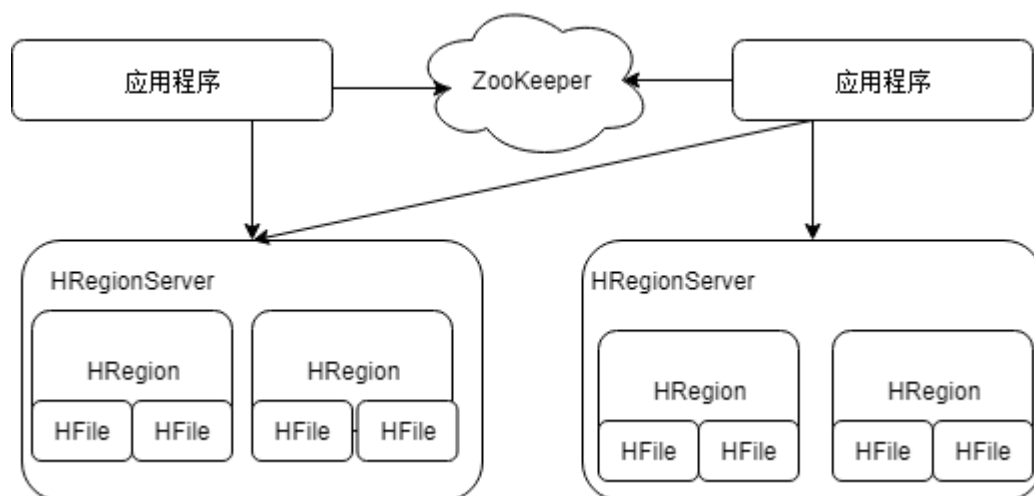 应用程序
ZooKeeper
应用程序
HRegionServer
HRegion
HFile
HFile
HRegion
HFile
HFile
HRegionServer
HRegion
HFile
HFile
HRegion
HFile
HFile